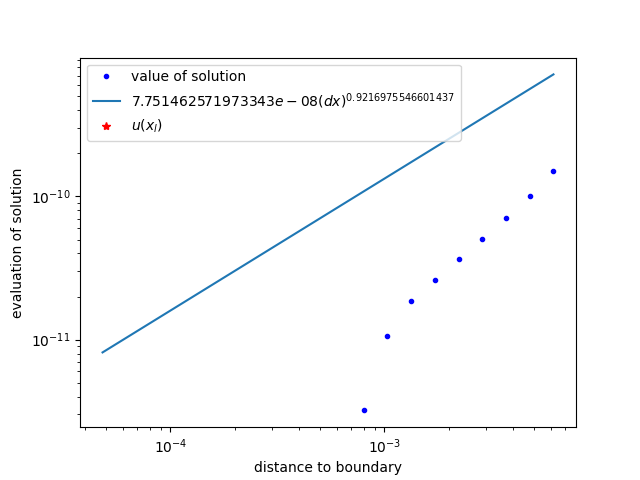 value of solution
7.751462571973343e − 08(dx)^0.9216975546601437
u(x_l)
evaluation of solution
10^−10
10^−11
10^−4
10^−3
distance to boundary